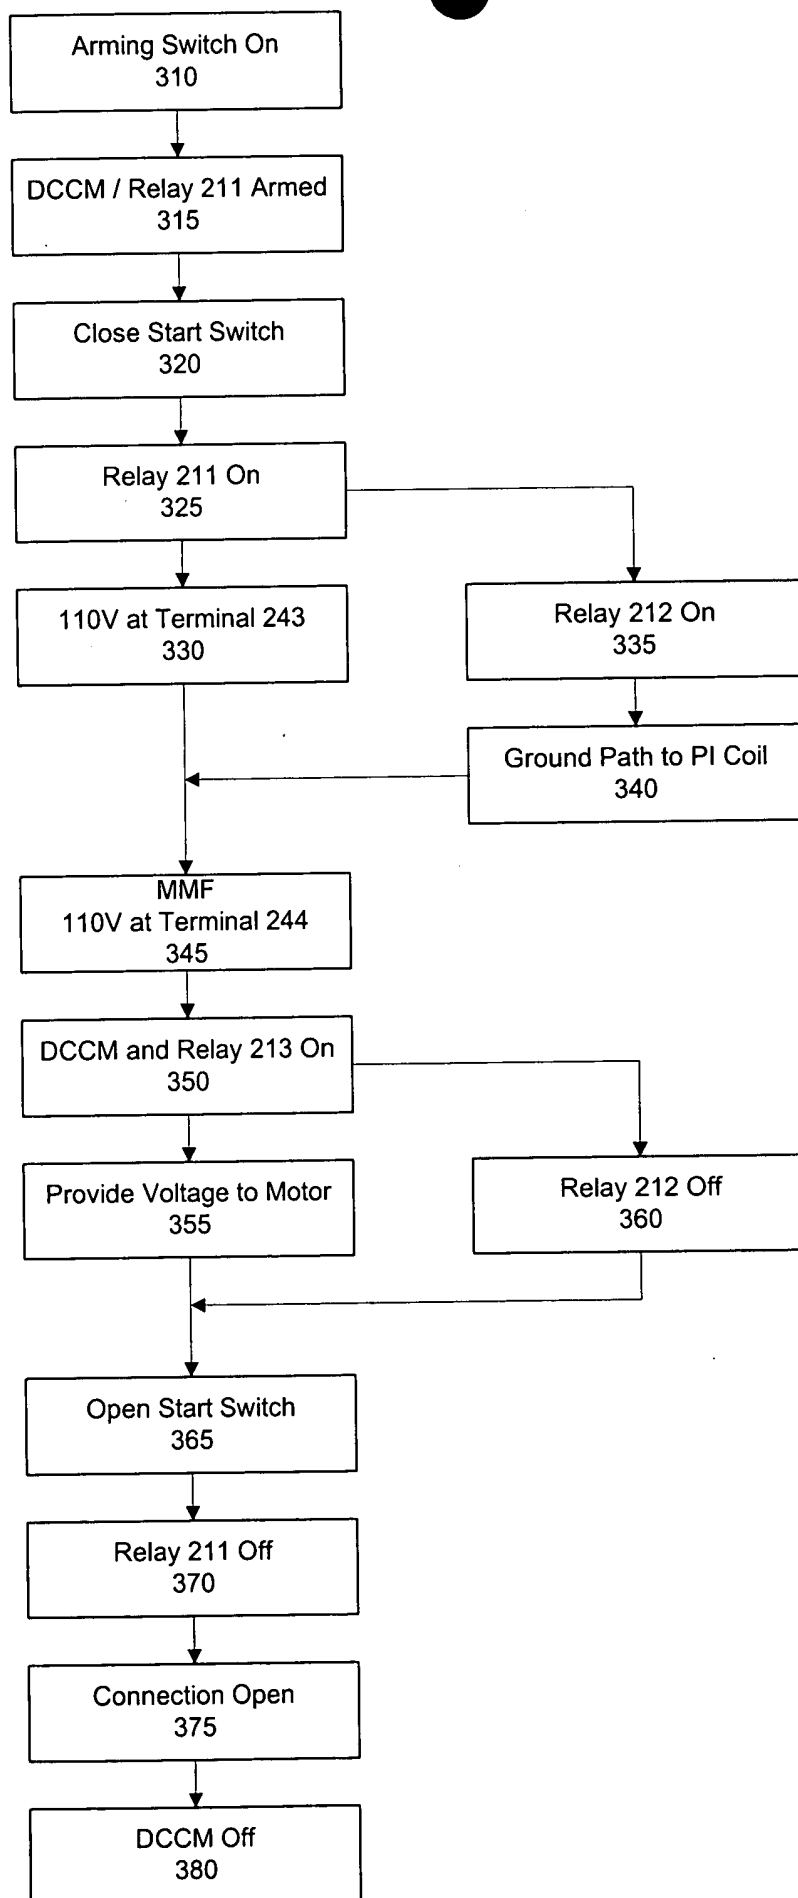 Arming Switch On
310
DCCM / Relay 211 Armed
315
Close Start Switch
320
Relay 211 On
325
110V at Terminal 243
330
Relay 212 On
335
Ground Path to PI Coil
340
MMF
110V at Terminal 244
345
DCCM and Relay 213 On
350
Provide Voltage to Motor
355
Relay 212 Off
360
Open Start Switch
365
Relay 211 Off
370
Connection Open
375
DCCM Off
380